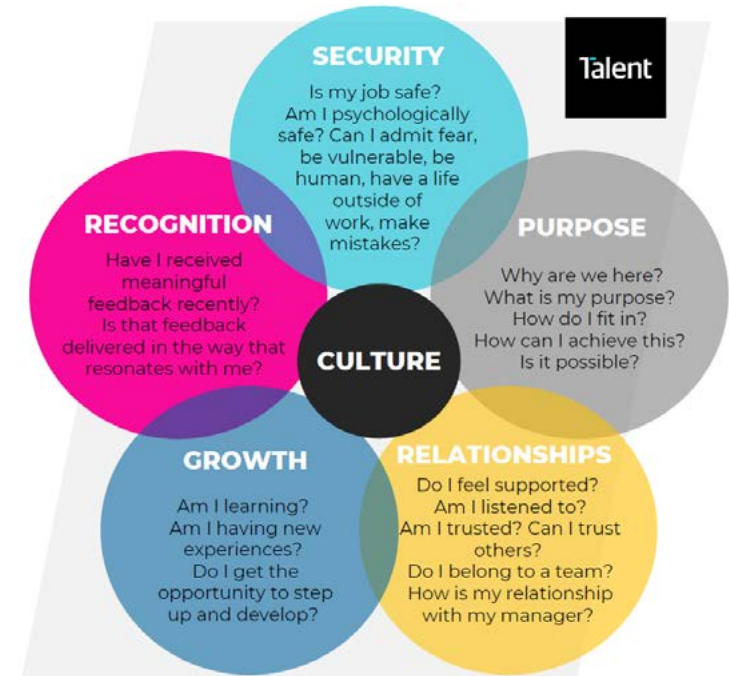 Talent
SECURITY
Is my job safe?
Am I psychologically
safe? Can I admit fear,
be vulnerable, be
human, have a life
outside of
work, make
mistakes?
RECOGNITION
Have I received
meaningful
feedback recently?
Is that feedback
delivered in the way that
resonates with me?
PURPOSE
Why are we here?
What is my purpose?
How do I fit in?
How can I achieve this?
Is it possible?
CULTURE
GROWTH
Am I learning?
Am I having new
experiences?
Do I get the
opportunity to step
up and develop?
RELATIONSHIPS
Do I feel supported?
Am I listened to?
Am I trusted? Can I trust
others?
Do I belong to a team?
How is my relationship
with my manager?